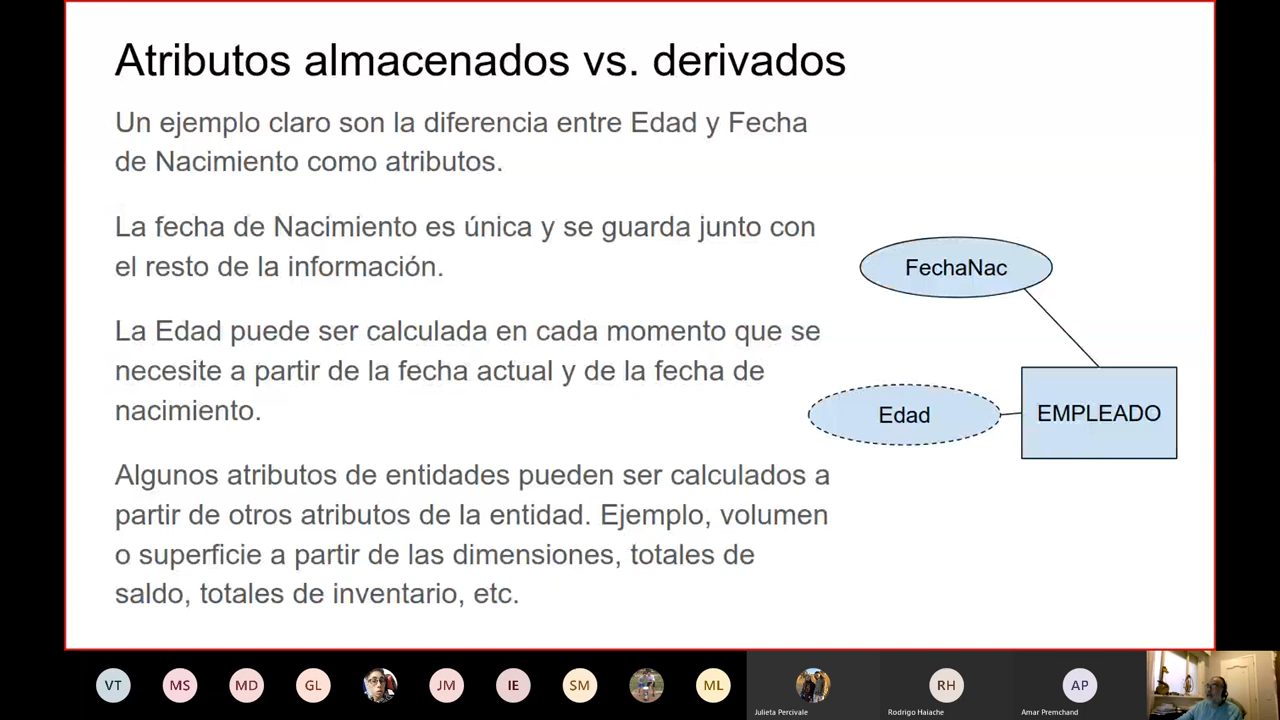 Atributos almacenados vs. derivados
Un ejemplo claro son la diferencia entre Edad y Fecha
de Nacimiento como atributos.
La fecha de Nacimiento es única y se guarda junto con
el resto de la información.
La Edad puede ser calculada en cada momento que se
necesite a partir de la fecha actual y de la fecha de
nacimiento.
Algunos atributos de entidades pueden ser calculados a
partir de otros atributos de la entidad. Ejemplo, volumen
o superficie a partir de las dimensiones, totales de
saldo, totales de inventario, etc.
FechaNac
Edad
EMPLEADO
VT
MS
MD
GL
JM
IE
SM
ML
Julieta Percivale
RH
Rodrigo Haiache
AP
Amar Premchand